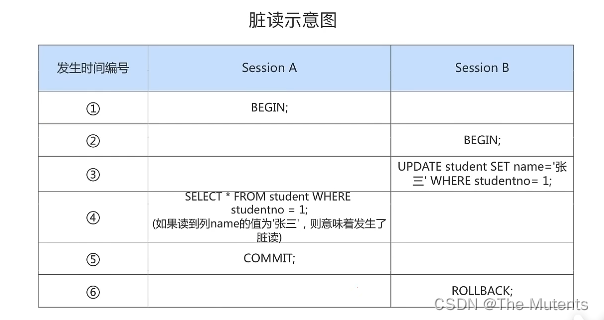 脏读示意图
发生时间编号 Session A Session B
① BEGIN;
② BEGIN;
③ UPDATE student SET name='张
三' WHERE studentno= 1;
④ SELECT * FROM student WHERE
studentno = 1;
(如果读到列name的值为'张三'，则意味着发生了
脏读)
⑤ COMMIT;
⑥ ROLLBACK;
CSDN @The Mutents